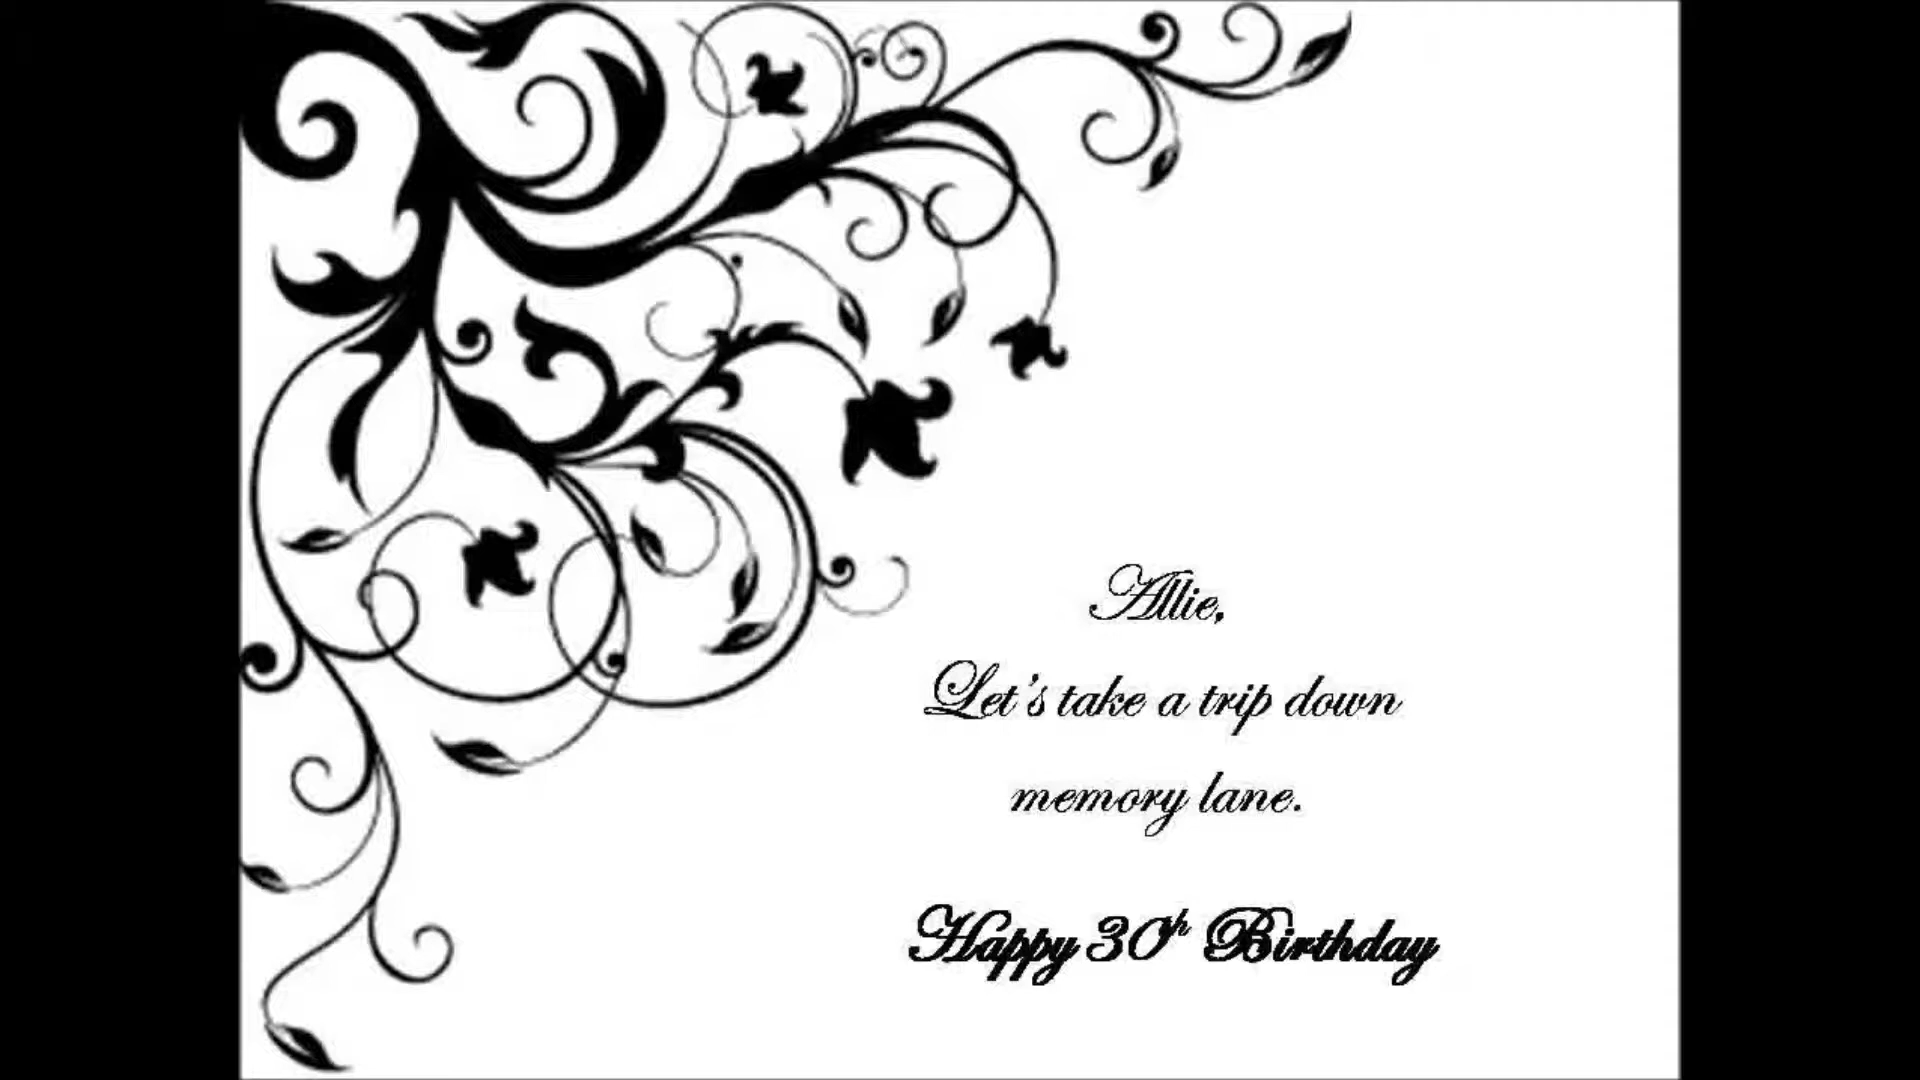 Allie,
Let's take a trip down
memory lane.
Happy 30th Birthday